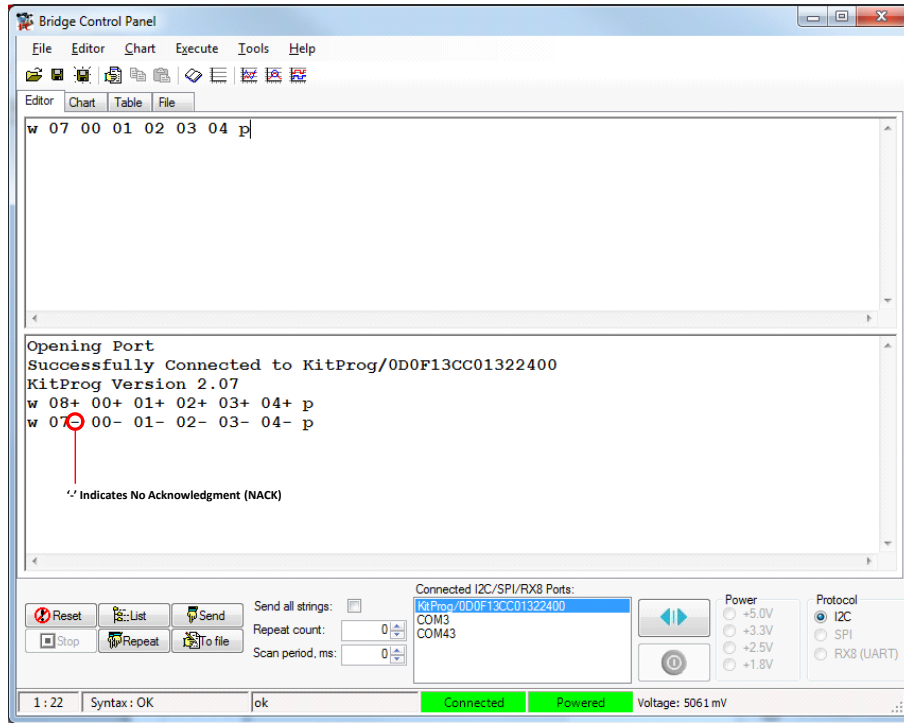 Bridge Control Panel
File Editor Chart Execute Tools Help
Editor Chart Table File
w 07 00 01 02 03 04 p
Opening Port
Successfully Connected to KitProg/0D0F13CC01322400
KitProg Version 2.07
w 08+ 00+ 01+ 02+ 03+ 04+ p
w 07- 00- 01- 02- 03- 04- p
‘-’ Indicates No Acknowledgment (NACK)
Reset List Send
Stop Repeat To file
Send all strings:
Repeat count: 0
Scan period, ms: 0
Connected I2C/SPI/RX8 Ports:
KitProg/0D0F13CC01322400
COM3
COM43
Power
+5.0V
+3.3V
+2.5V
+1.8V
Protocol
I2C
SPI
RX8 (UART)
1 : 22 Syntax : OK ok Connected Powered Voltage: 5061 mV